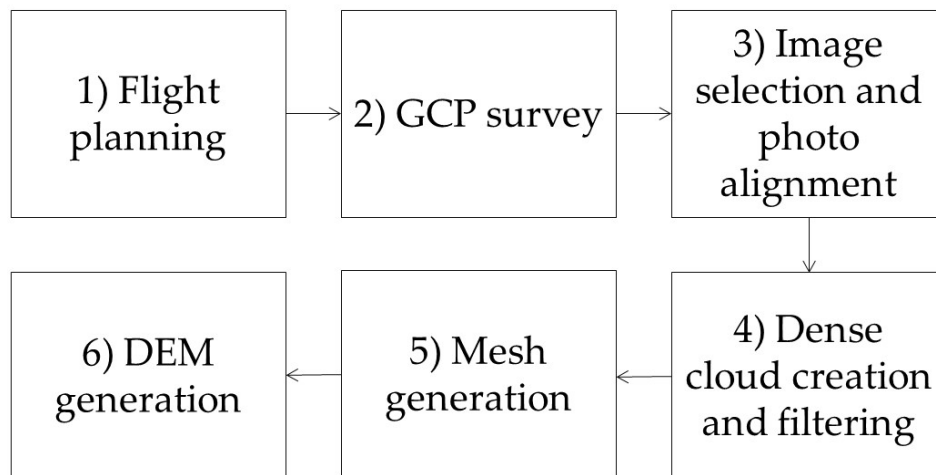 1) Flight
planning
2) GCP survey
3) Image
selection and
photo
alignment
4) Dense
cloud creation
and filtering
5) Mesh
generation
6) DEM
generation